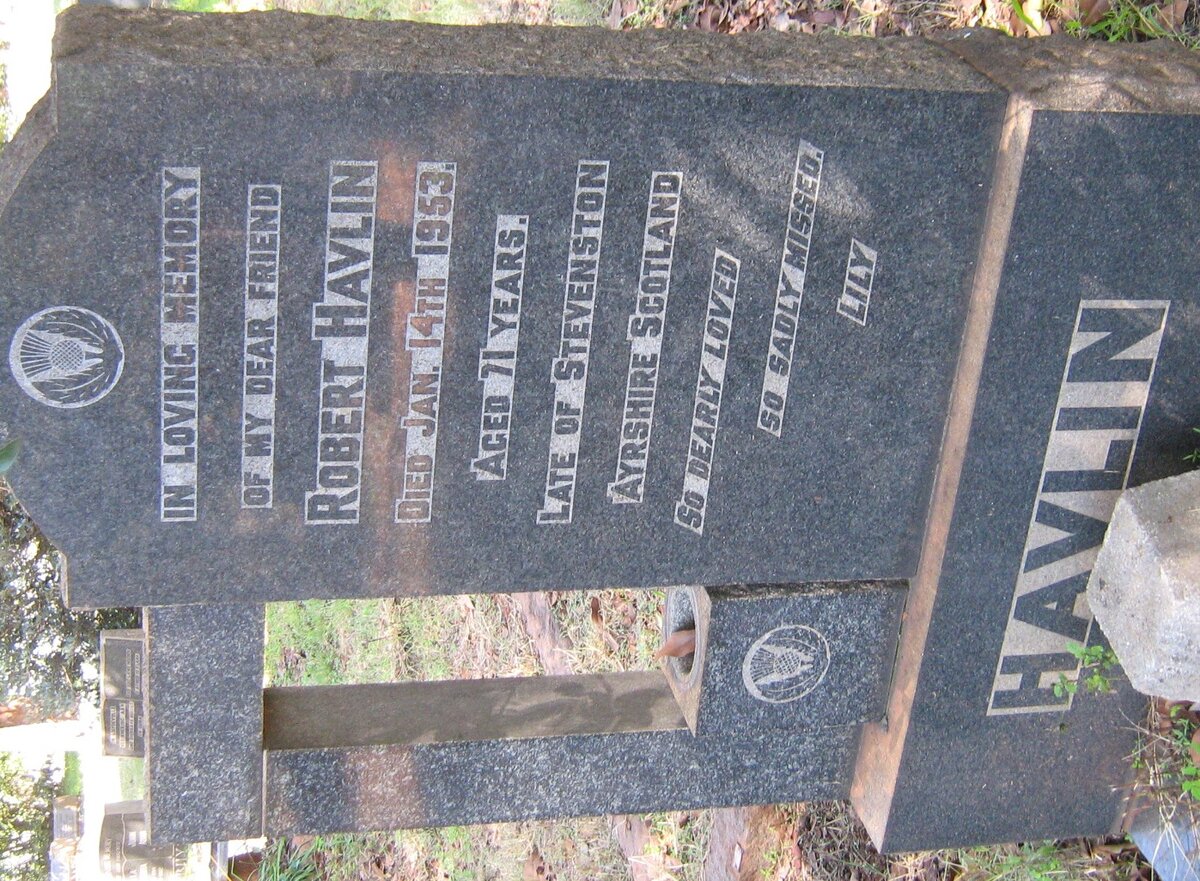 IN LOVING MEMORY
OF MY DEAR FRIEND
ROBERT HAVLIN
DIED JAN. 14TH 1953.
AGED 71 YEARS.
LATE OF STEVENSTON
AYRSHIRE SCOTLAND
SO DEARLY LOVED
SO SADLY MISSED.
LILY
HAVLIN